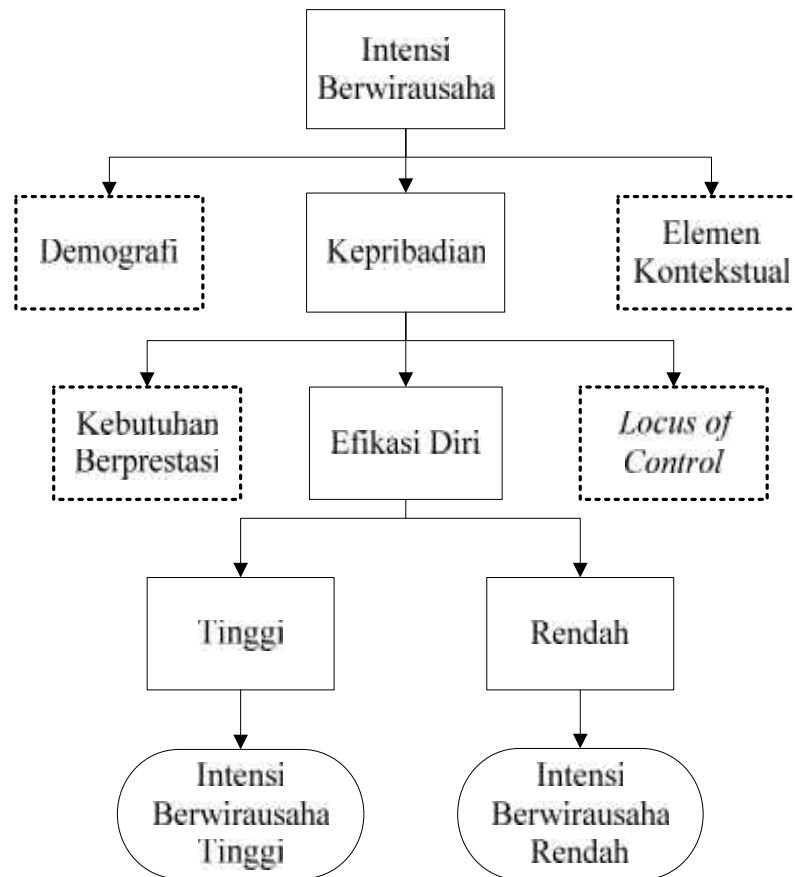 Intensi
Berwirausaha
Demografi
Kepribadian
Elemen
Kontekstual
Kebutuhan
Berprestasi
Efikasi Diri
Locus of
Control
Tinggi
Rendah
Intensi
Berwirausaha
Tinggi
Intensi
Berwirausaha
Rendah